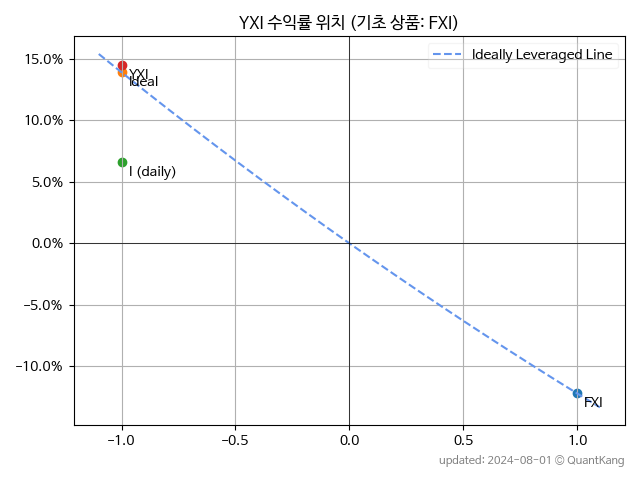 YXI 수익률 위치 (기초 상품: FXI)
Ideally Leveraged Line
15.0%
10.0%
5.0%
0.0%
−5.0%
−10.0%
YXI
Ideal
I (daily)
FXI
−1.0
−0.5
0.0
0.5
1.0
updated: 2024-08-01 © QuantKang